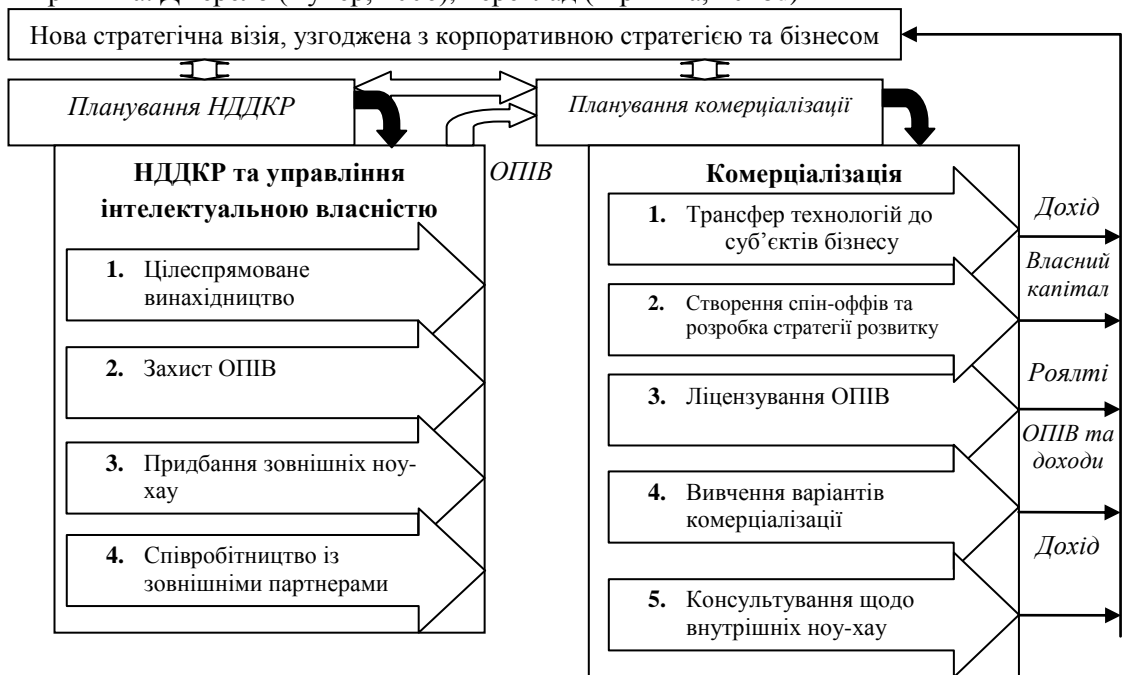 Нова стратегічна візія, узгоджена з корпоративною стратегією та бізнесом
Планування НДДКР
Планування комерціалізації
НДДКР та управління
інтелектуальною власністю
ОПІВ
1. Цілеспрямоване
винахідництво
2. Захист ОПІВ
3. Придбання зовнішніх ноу-
хау
4. Співробітництво із
зовнішніми партнерами
Комерціалізація
1. Трансфер технологій до
суб’єктів бізнесу
2. Створення спін-оффів та
розробка стратегії розвитку
3. Ліцензування ОПІВ
4. Вивчення варіантів
комерціалізації
5. Консультування щодо
внутрішніх ноу-хау
Дохід
Власний
капітал
Роялті
ОПІВ та
доходи
Дохід